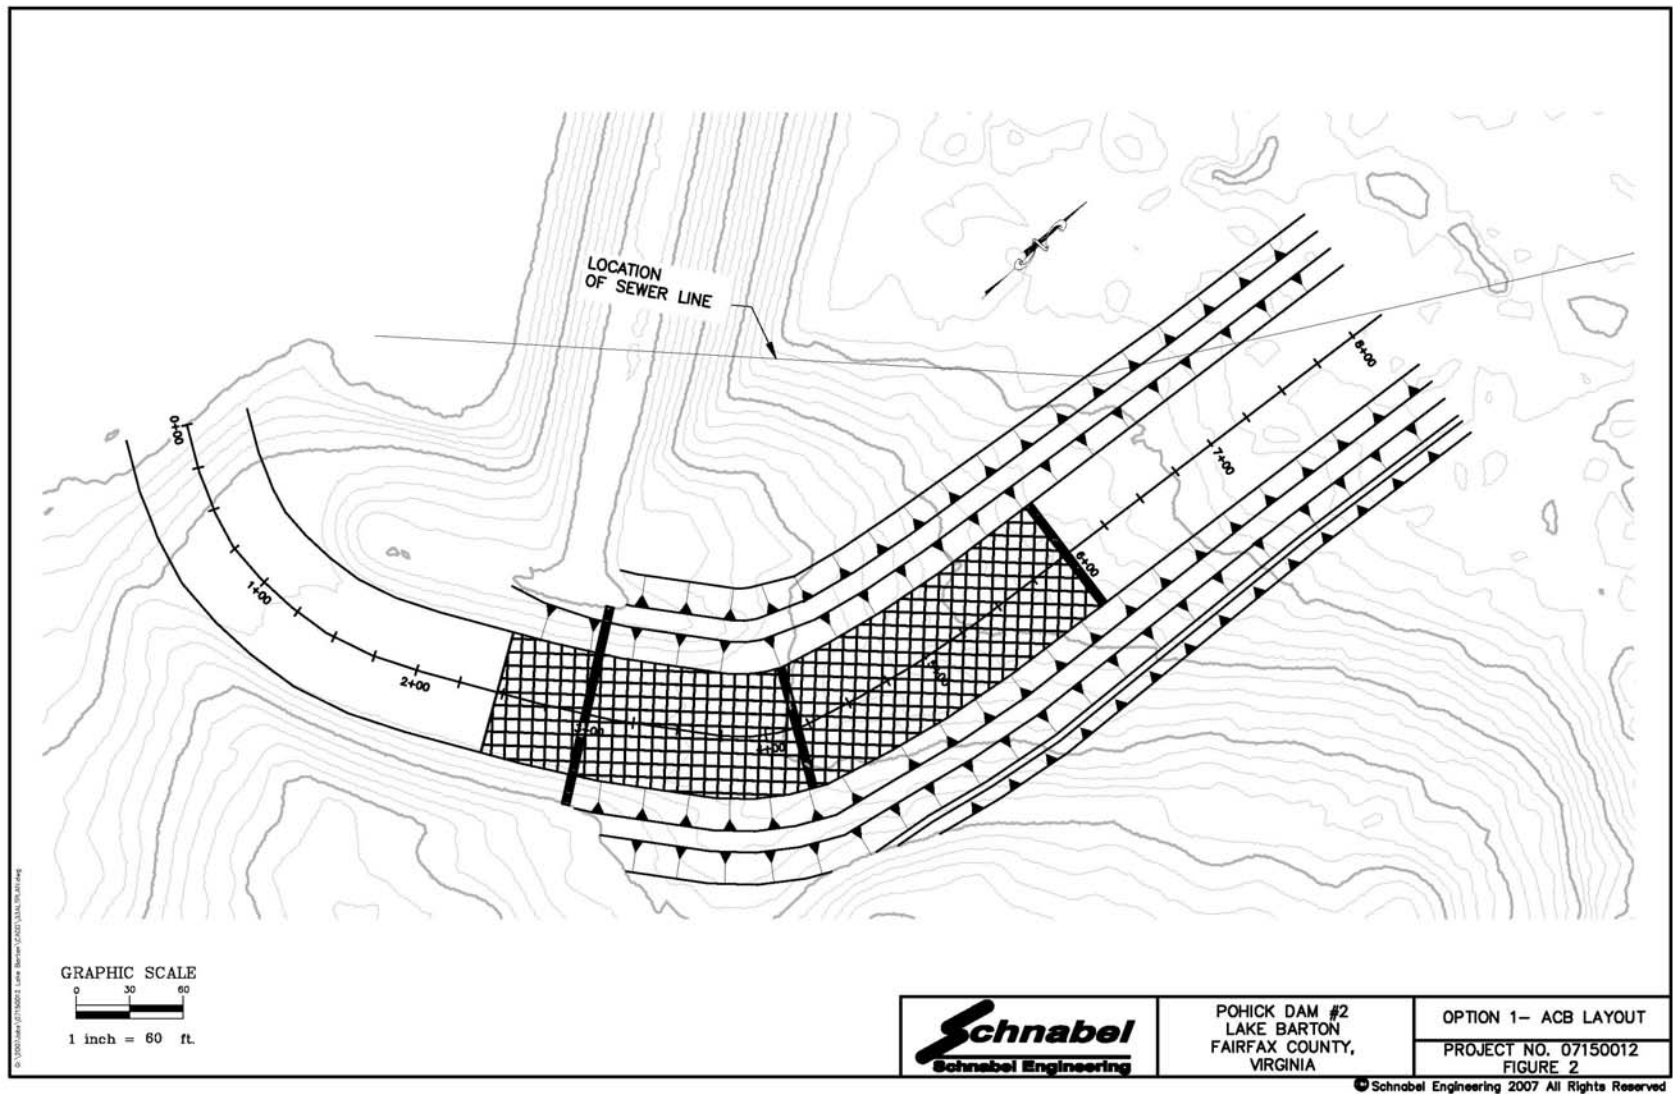 LOCATION
OF SEWER LINE
0+00
1+00
2+00
3+00
4+00
6+00
7+00
8+00
GRAPHIC SCALE
0 30 60
1 inch = 60 ft.
Schnabel
Schnabel Engineering
POHICK DAM #2
LAKE BARTON
FAIRFAX COUNTY,
VIRGINIA
OPTION 1- ACB LAYOUT
PROJECT NO. 07150012
FIGURE 2
© Schnabel Engineering 2007 All Rights Reserved